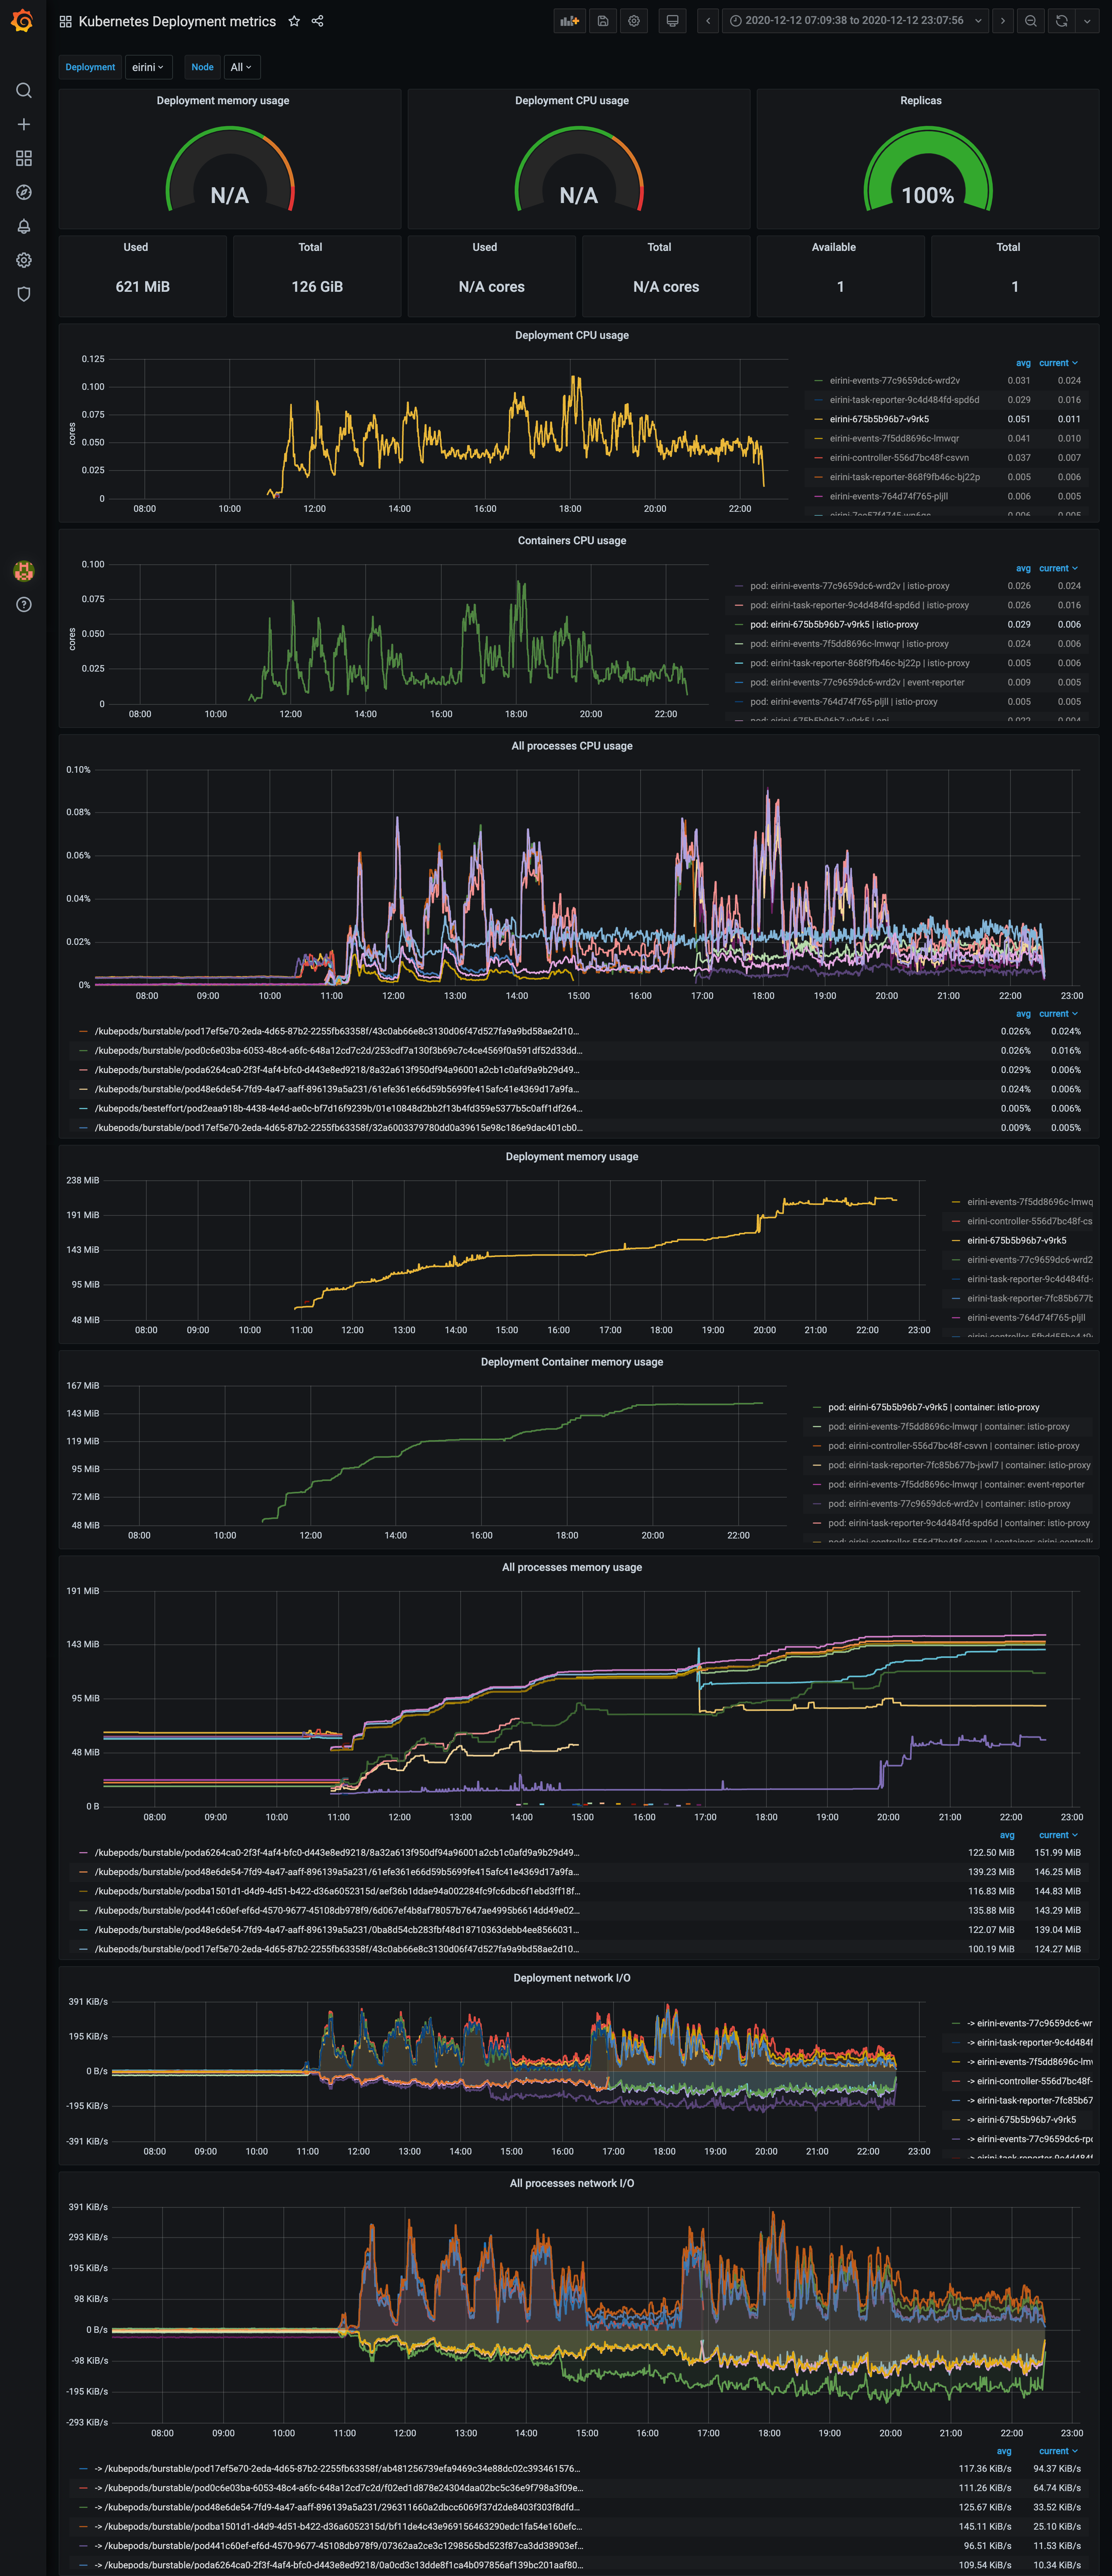 Kubernetes Deployment metrics
2020-12-12 07:09:38 to 2020-12-12 23:07:56
Deployment eirini Node All
Deployment memory usage Deployment CPU usage Replicas
N/A N/A 100%
Used Total Used Total Available Total
621 MiB 126 GiB N/A cores N/A cores 1 1
Deployment CPU usage
0.125
0.100
0.075
0.050
0.025
0
cores
08:00 10:00 12:00 14:00 16:00 18:00 20:00 22:00
avg current
eirini-events-77c9659dc6-wrd2v 0.031 0.024
eirini-task-reporter-9c4d484fd-spd6d 0.029 0.016
eirini-675b5b96b7-v9rk5 0.051 0.011
eirini-events-7f5dd8696c-lmwqr 0.041 0.010
eirini-controller-556d7bc48f-csvvn 0.037 0.007
eirini-task-reporter-868f9fb46c-bj22p 0.005 0.006
eirini-events-764d74f765-pljll 0.006 0.005
Containers CPU usage
0.100
0.075
0.050
0.025
0
cores
08:00 10:00 12:00 14:00 16:00 18:00 20:00 22:00
avg current
pod: eirini-events-77c9659dc6-wrd2v | istio-proxy 0.026 0.024
pod: eirini-task-reporter-9c4d484fd-spd6d | istio-proxy 0.026 0.016
pod: eirini-675b5b96b7-v9rk5 | istio-proxy 0.029 0.006
pod: eirini-events-7f5dd8696c-lmwqr | istio-proxy 0.024 0.006
pod: eirini-task-reporter-868f9fb46c-bj22p | istio-proxy 0.005 0.006
pod: eirini-events-77c9659dc6-wrd2v | event-reporter 0.009 0.005
pod: eirini-events-764d74f765-pljll | istio-proxy 0.005 0.005
pod: eirini-675b5b96b7-v9rk5 | opi 0.022 0.004
All processes CPU usage
0.10%
0.08%
0.06%
0.04%
0.02%
0%
08:00 09:00 10:00 11:00 12:00 13:00 14:00 15:00 16:00 17:00 18:00 19:00 20:00 21:00 22:00 23:00
avg current
/kubepods/burstable/pod17ef5e70-2eda-4d65-87b2-2255fb63358f/43c0ab66e8c3130d06f47d527fa9a9bd58ae2d10... 0.026% 0.024%
/kubepods/burstable/pod0c6e03ba-6053-48c4-a6fc-648a12cd7c2d/253cdf7a130f3b69c7c4ce4569f0a591df52d33dd... 0.026% 0.016%
/kubepods/burstable/poda6264ca0-2f3f-4af4-bfc0-d443e8ed9218/8a32a613f950df94a96001a2cb1c0afd9a9b29d49... 0.029% 0.006%
/kubepods/burstable/pod48e6de54-7fd9-4a47-aaff-896139a5a231/61efe361e66d59b5699fe415afc41e4369d17a9fa... 0.024% 0.006%
/kubepods/besteffort/pod2eaa918b-4438-4e4d-ae0c-bf7d16f9239b/01e10848d2bb2f13b4fd359e5377b5c0aff1df264... 0.005% 0.006%
/kubepods/burstable/pod17ef5e70-2eda-4d65-87b2-2255fb63358f/32a6003379780dd0a39615e98c186e9dac401cb0... 0.009% 0.005%
Deployment memory usage
238 MiB
191 MiB
143 MiB
95 MiB
48 MiB
08:00 09:00 10:00 11:00 12:00 13:00 14:00 15:00 16:00 17:00 18:00 19:00 20:00 21:00 22:00 23:00
eirini-events-7f5dd8696c-lmwq
eirini-controller-556d7bc48f-cs
eirini-675b5b96b7-v9rk5
eirini-events-77c9659dc6-wrd2
eirini-task-reporter-9c4d484fd-
eirini-task-reporter-7fc85b677b
eirini-events-764d74f765-pljll
Deployment Container memory usage
167 MiB
143 MiB
119 MiB
95 MiB
72 MiB
48 MiB
08:00 10:00 12:00 14:00 16:00 18:00 20:00 22:00
pod: eirini-675b5b96b7-v9rk5 | container: istio-proxy
pod: eirini-events-7f5dd8696c-lmwqr | container: istio-proxy
pod: eirini-controller-556d7bc48f-csvvn | container: istio-proxy
pod: eirini-task-reporter-7fc85b677b-jxwl7 | container: istio-proxy
pod: eirini-events-7f5dd8696c-lmwqr | container: event-reporter
pod: eirini-events-77c9659dc6-wrd2v | container: istio-proxy
pod: eirini-task-reporter-9c4d484fd-spd6d | container: istio-proxy
pod: eirini-controller-556d7bc48f-csvvn | container: eirini-controll
All processes memory usage
191 MiB
143 MiB
95 MiB
48 MiB
0 B
08:00 09:00 10:00 11:00 12:00 13:00 14:00 15:00 16:00 17:00 18:00 19:00 20:00 21:00 22:00 23:00
avg current
/kubepods/burstable/poda6264ca0-2f3f-4af4-bfc0-d443e8ed9218/8a32a613f950df94a96001a2cb1c0afd9a9b29d49... 122.50 MiB 151.99 MiB
/kubepods/burstable/pod48e6de54-7fd9-4a47-aaff-896139a5a231/61efe361e66d59b5699fe415afc41e4369d17a9fa... 139.23 MiB 146.25 MiB
/kubepods/burstable/podba1501d1-d4d9-4d51-b422-d36a6052315d/aef36b1ddae94a002284fc9fc6dbc6f1ebd3ff18f... 116.83 MiB 144.83 MiB
/kubepods/burstable/pod441c60ef-ef6d-4570-9677-45108db978f9/6d067ef4b8af78057b7647ae4995b6614dd49e02... 135.88 MiB 143.29 MiB
/kubepods/burstable/pod48e6de54-7fd9-4a47-aaff-896139a5a231/0ba8d54cb283fbf48d18710363debb4ee8566031... 122.07 MiB 139.04 MiB
/kubepods/burstable/pod17ef5e70-2eda-4d65-87b2-2255fb63358f/43c0ab66e8c3130d06f47d527fa9a9bd58ae2d10... 100.19 MiB 124.27 MiB
Deployment network I/O
391 KiB/s
195 KiB/s
0 B/s
-195 KiB/s
-391 KiB/s
08:00 09:00 10:00 11:00 12:00 13:00 14:00 15:00 16:00 17:00 18:00 19:00 20:00 21:00 22:00 23:00
-> eirini-events-77c9659dc6-wr
-> eirini-task-reporter-9c4d484f
-> eirini-events-7f5dd8696c-lmv
-> eirini-controller-556d7bc48f-
-> eirini-task-reporter-7fc85b67
-> eirini-675b5b96b7-v9rk5
-> eirini-events-77c9659dc6-rpc
-> eirini-task-reporter-9c4d484f
All processes network I/O
391 KiB/s
293 KiB/s
195 KiB/s
98 KiB/s
0 B/s
-98 KiB/s
-195 KiB/s
-293 KiB/s
08:00 09:00 10:00 11:00 12:00 13:00 14:00 15:00 16:00 17:00 18:00 19:00 20:00 21:00 22:00 23:00
avg current
-> /kubepods/burstable/pod17ef5e70-2eda-4d65-87b2-2255fb63358f/ab481256739efa9469c34e88dc02c393461576... 117.36 KiB/s 94.37 KiB/s
-> /kubepods/burstable/pod0c6e03ba-6053-48c4-a6fc-648a12cd7c2d/f02ed1d878e24304daa02bc5c36e9f798a3f09e... 111.26 KiB/s 64.74 KiB/s
-> /kubepods/burstable/pod48e6de54-7fd9-4a47-aaff-896139a5a231/296311660a2dbcc6069f37d2de8403f303f8dfd... 125.67 KiB/s 33.52 KiB/s
-> /kubepods/burstable/podba1501d1-d4d9-4d51-b422-d36a6052315d/bf11de4c43e969156463290edc1fa54e160efc... 145.11 KiB/s 25.10 KiB/s
-> /kubepods/burstable/pod441c60ef-ef6d-4570-9677-45108db978f9/07362aa2ce3c1298565bd523f87ca3dd38903ef... 96.51 KiB/s 11.53 KiB/s
-> /kubepods/burstable/poda6264ca0-2f3f-4af4-bfc0-d443e8ed9218/0a0cd3c13dde8f1ca4b097856af139bc201aaf80... 109.54 KiB/s 10.34 KiB/s